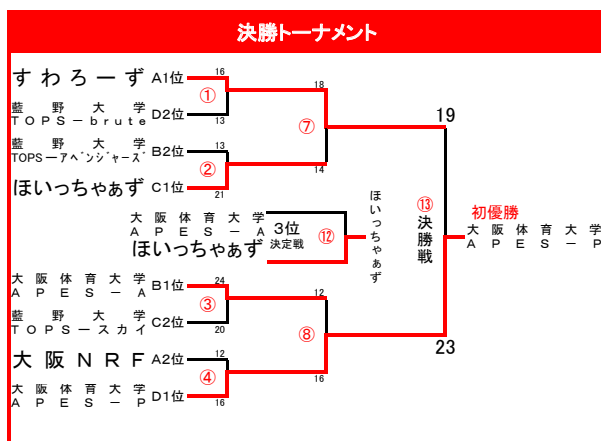 決勝トーナメント
すわろーず A1位 16
① 18
藍野大学
TOPS－brute D2位 13
⑦ 19
藍野大学
TOPS－アベンジャーズ B2位 13
② 14
ほいっちゃぁず C1位 21
大阪体育大学
APES－A
3位
決定戦
⑫
ほいっちゃぁず
ほいっちゃぁず
⑬
決勝戦
初優勝
大阪体育大学
APES－P
大阪体育大学
APES－A B1位 24
③ 12
藍野大学
TOPS－スカイ C2位 20
⑧ 23
大阪NRF A2位 12
④ 16
大阪体育大学
APES－P D1位 16